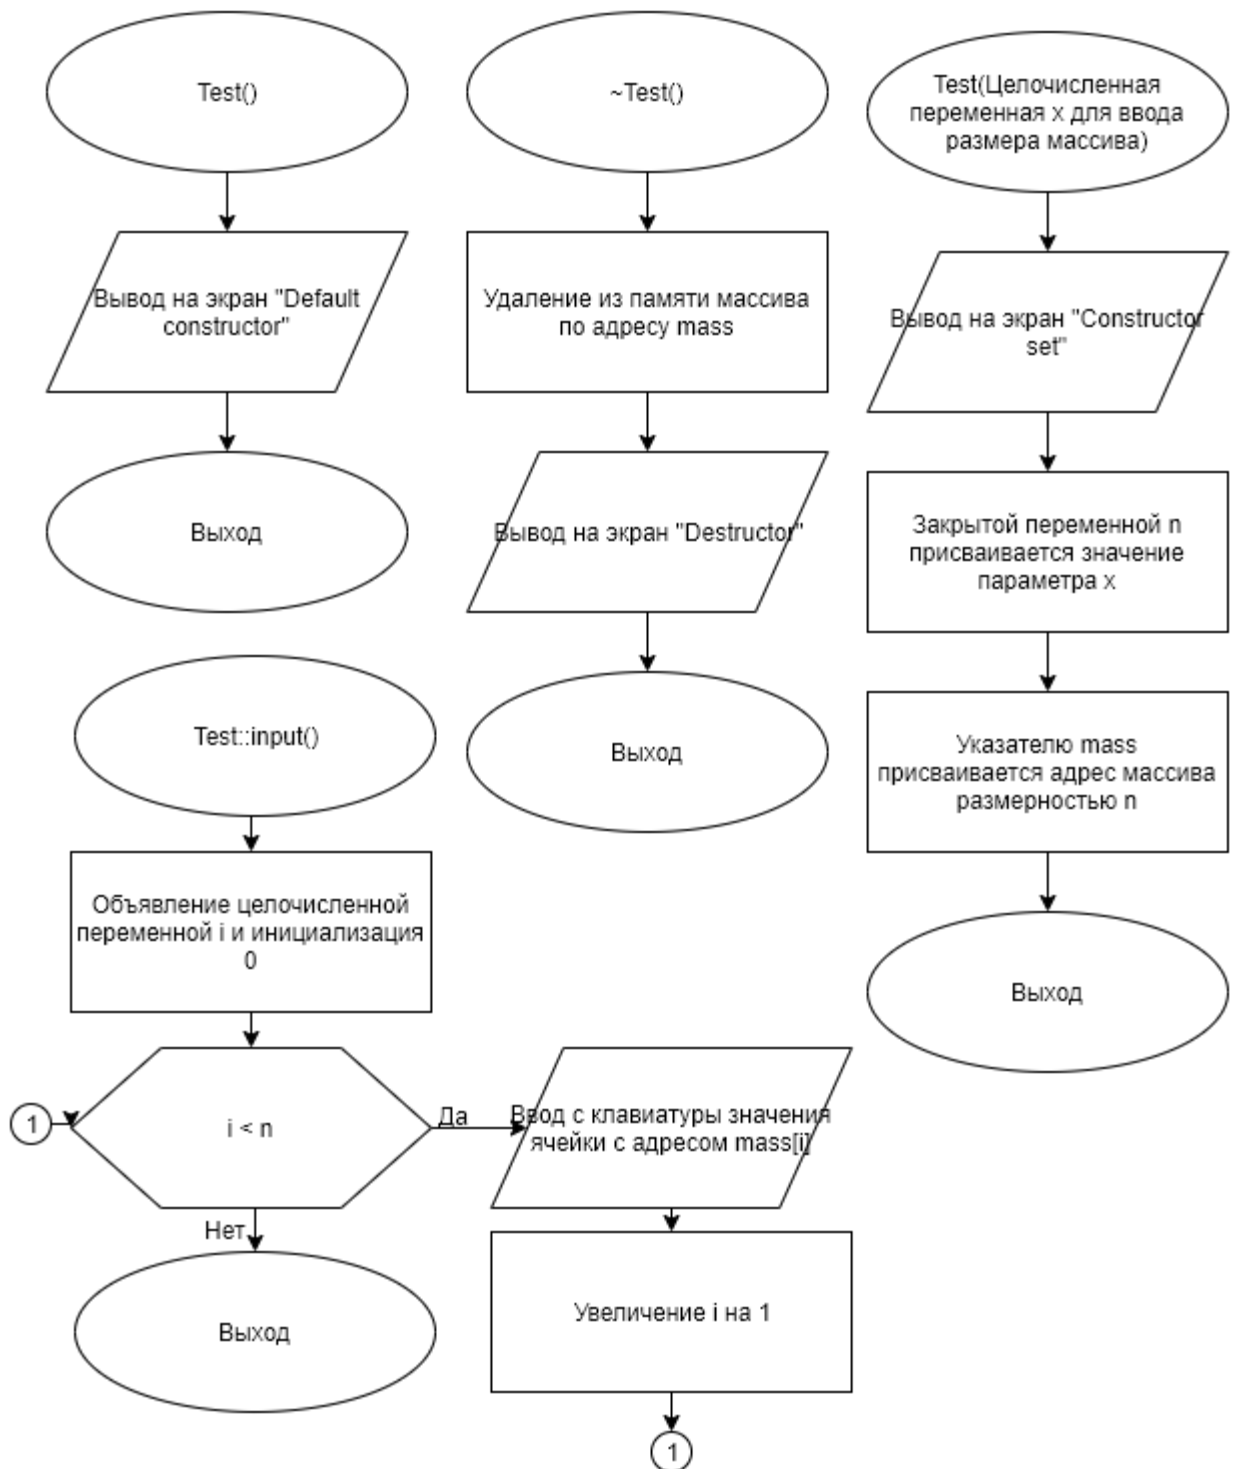 Test()
Вывод на экран "Default
constructor"
Выход
~Test()
Удаление из памяти массива
по адресу mass
Вывод на экран "Destructor"
Выход
Test(Целочисленная
переменная x для ввода
размера массива)
Вывод на экран "Constructor
set"
Закрытой переменной n
присваивается значение
параметра x
Указателю mass
присваивается адрес массива
размерностью n
Выход
Test::input()
Объявление целочисленной
переменной i и инициализация
0
1
i < n
Да
Ввод с клавиатуры значения
ячейки с адресом mass[i]
Нет
Выход
Увеличение i на 1
1